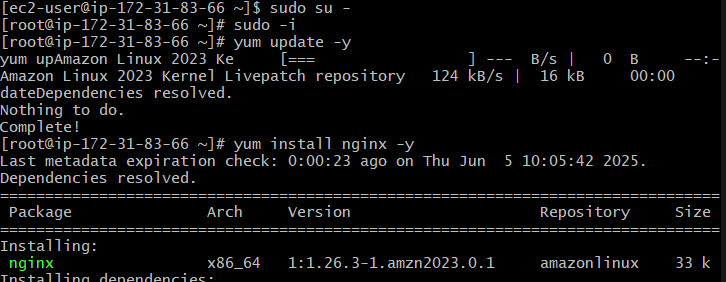 [ec2-user@ip-172-31-83-66 ~]$ sudo su -
[root@ip-172-31-83-66 ~]# sudo -i
[root@ip-172-31-83-66 ~]# yum update -y
yum upAmazon Linux 2023 Ke     [===                  ] ---  B/s |   0  B     --:-
Amazon Linux 2023 Kernel Livepatch repository   124 kB/s |  16 kB     00:00
dateDependencies resolved.
Nothing to do.
Complete!
[root@ip-172-31-83-66 ~]# yum install nginx -y
Last metadata expiration check: 0:00:23 ago on Thu Jun  5 10:05:42 2025.
Dependencies resolved.
================================================================================
 Package               Arch     Version                     Repository     Size
================================================================================
Installing:
 nginx                 x86_64   1:1.26.3-1.amzn2023.0.1     amazonlinux    33 k
Installing dependencies: